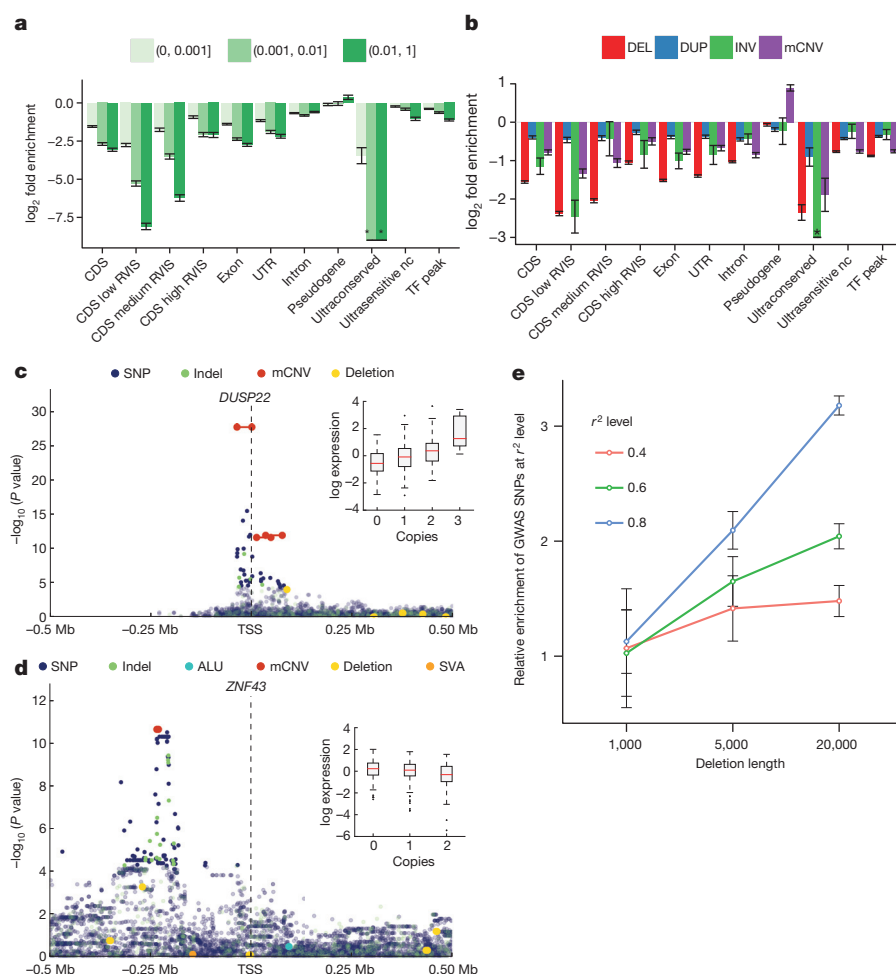 a
(0, 0.001] (0.001, 0.01] (0.01, 1]
log2 fold enrichment
0.0
−2.5
−5.0
−7.5
* *
CDS
CDS low RVIS
CDS medium RVIS
CDS high RVIS
Exon
UTR
Intron
Pseudogene
Ultraconserved
Ultrasensitive nc
TF peak
b
DEL DUP INV mCNV
log2 fold enrichment
1
0
−1
−2
−3
*
CDS
CDS low RVIS
CDS medium RVIS
CDS high RVIS
Exon
UTR
Intron
Pseudogene
Ultraconserved
Ultrasensitive nc
TF peak
c
SNP Indel mCNV Deletion
DUSP22
−log10 (P value)
30
25
20
15
10
5
0
−0.5 Mb −0.25 Mb TSS 0.25 Mb 0.50 Mb
log expression
4
2
0
−2
−4
0 1 2 3
Copies
d
SNP Indel ALU mCNV Deletion SVA
ZNF43
−log10 (P value)
12
10
8
6
4
2
0
−0.5 Mb −0.25 Mb TSS 0.25 Mb 0.50 Mb
log expression
4
2
0
−2
−4
−6
0 1 2
Copies
e
Relative enrichment of GWAS SNPs at r2 level
3
2
1
r2 level
0.4
0.6
0.8
1,000 5,000 20,000
Deletion length